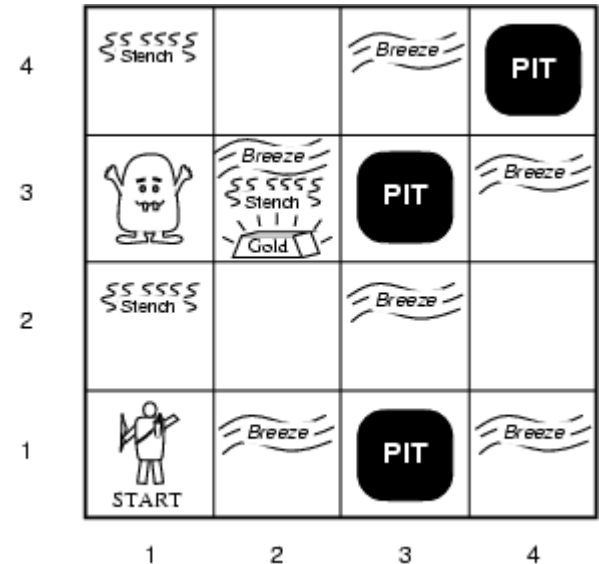 4
Stench
Breeze
PIT
3
Breeze
Stench
Gold
PIT
Breeze
2
Stench
Breeze
1
START
Breeze
PIT
Breeze
1 2 3 4